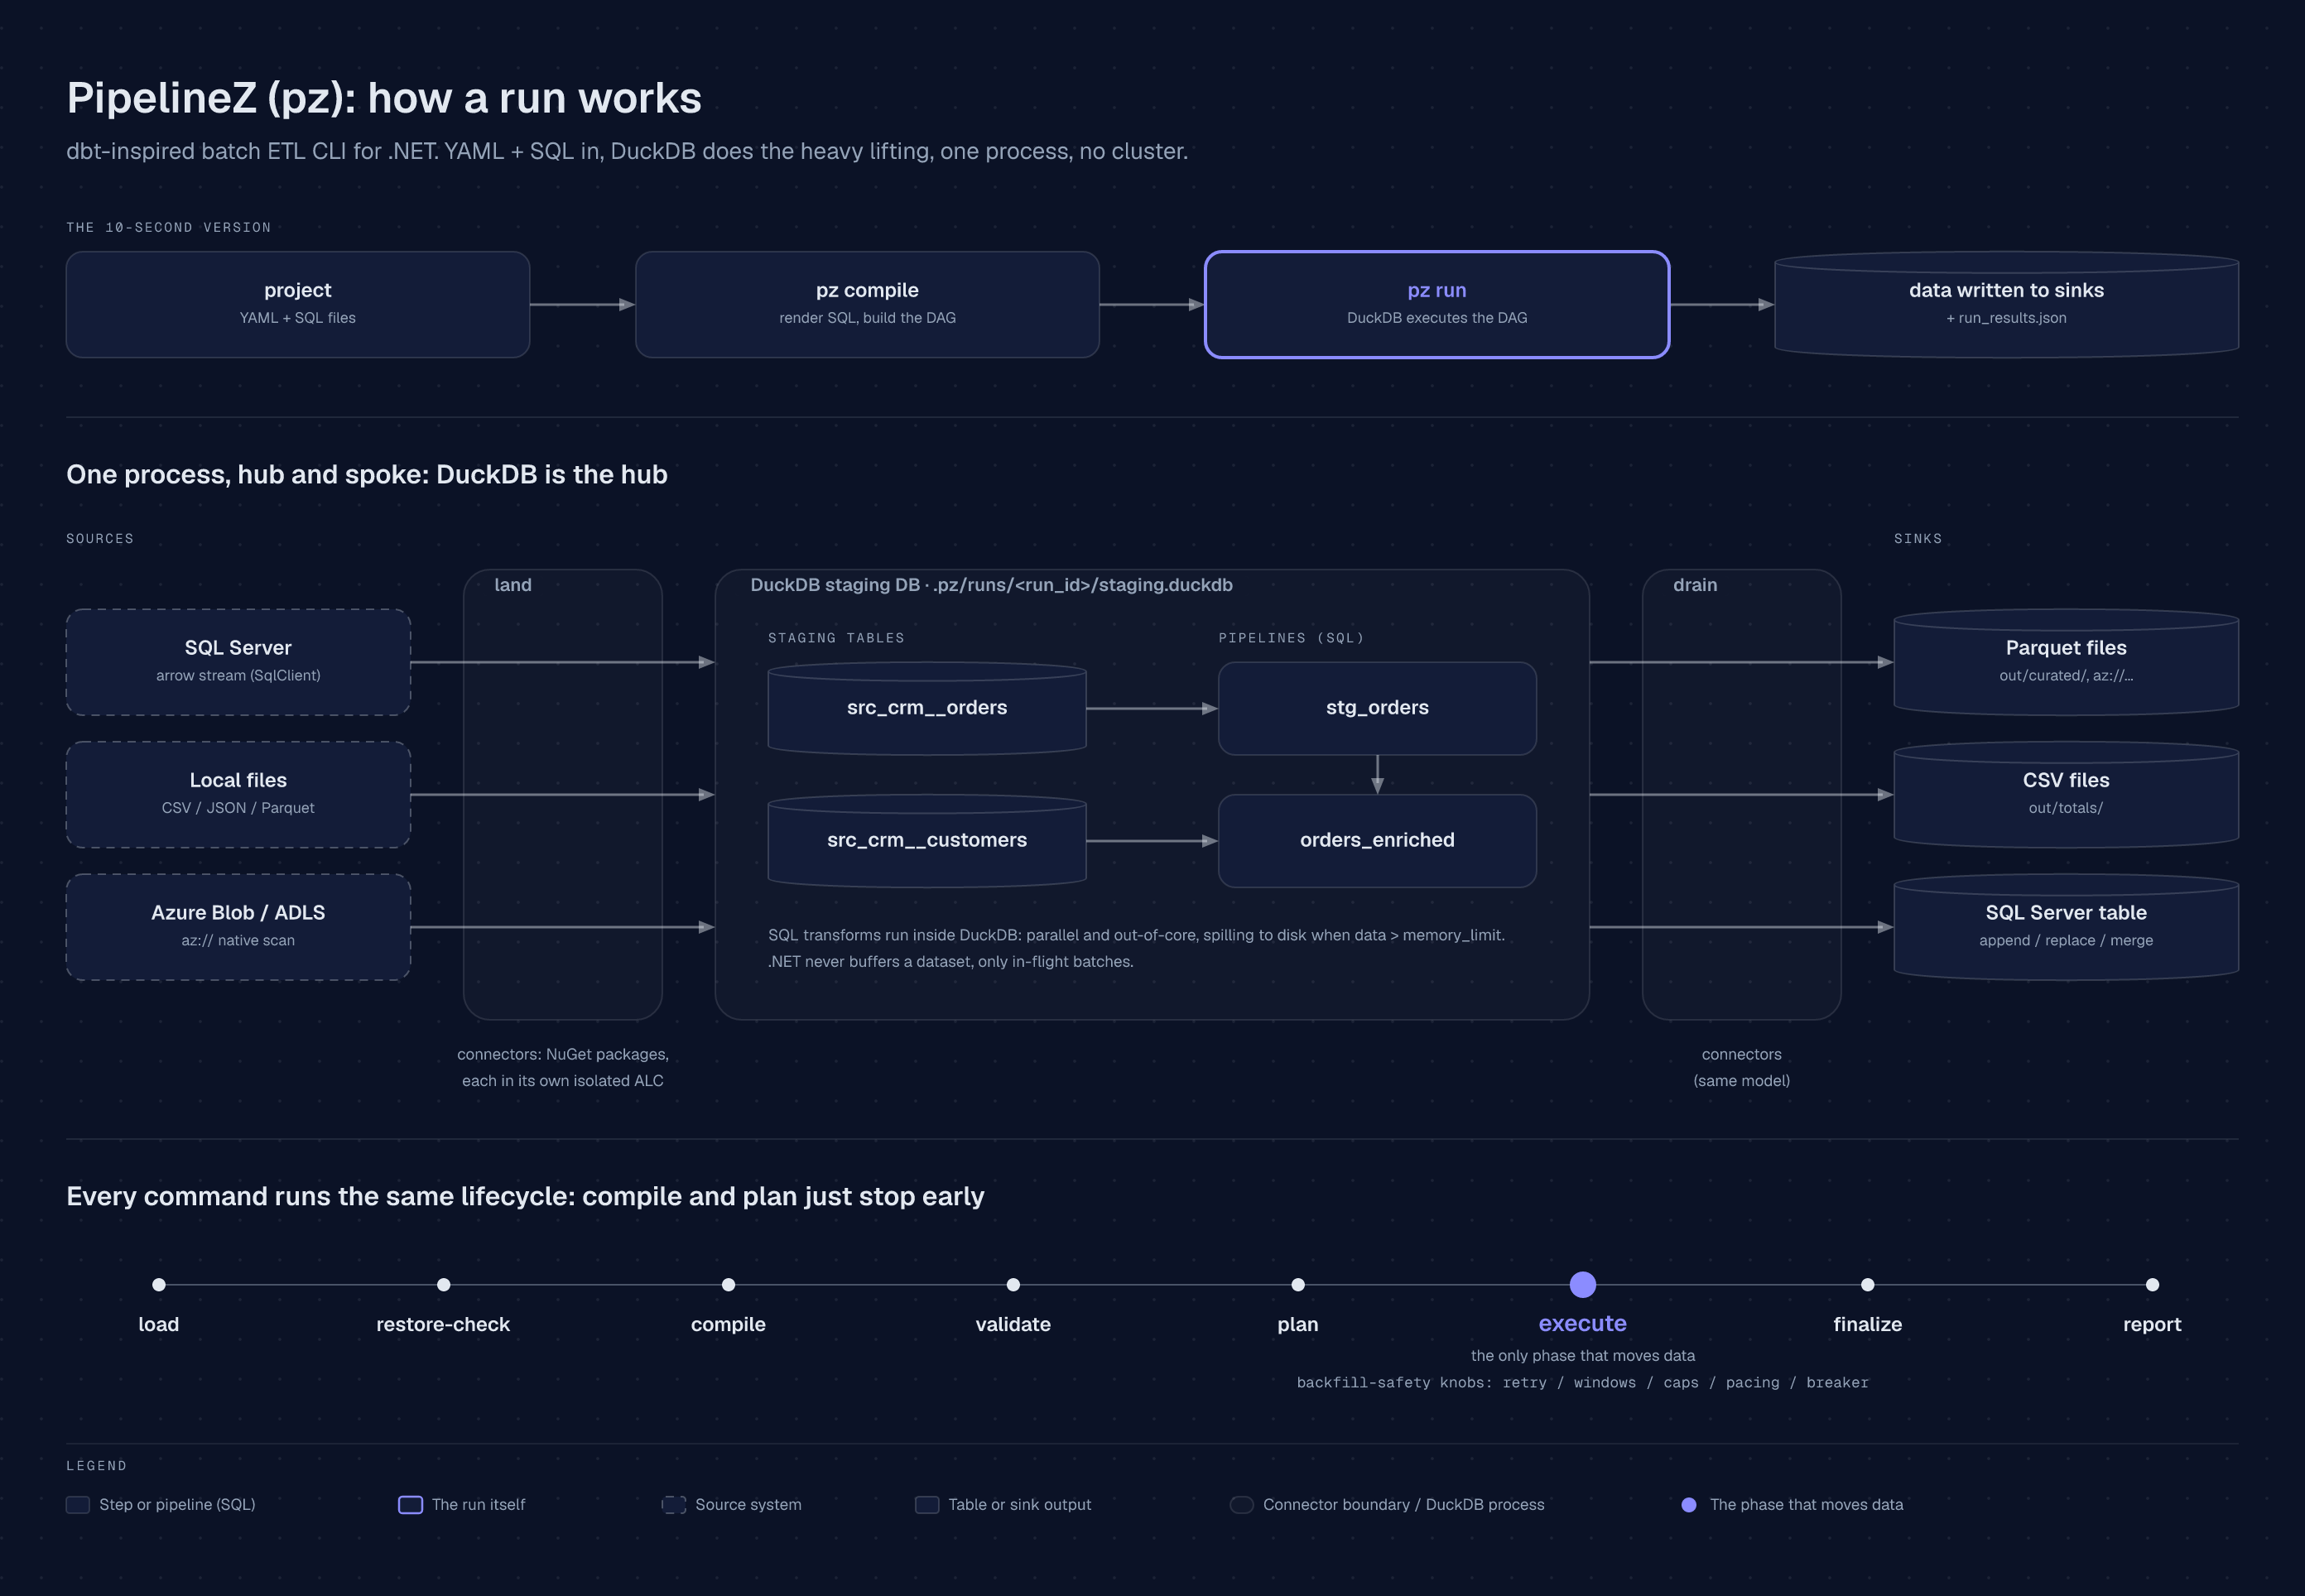 PipelineZ (pz): how a run works
dbt-inspired batch ETL CLI for .NET. YAML + SQL in, DuckDB does the heavy lifting, one process, no cluster.
THE 10-SECOND VERSION
project
YAML + SQL files
pz compile
render SQL, build the DAG
pz run
DuckDB executes the DAG
data written to sinks
+ run_results.json
One process, hub and spoke: DuckDB is the hub
SOURCES
SQL Server
arrow stream (SqlClient)
Local files
CSV / JSON / Parquet
Azure Blob / ADLS
az:// native scan
land
connectors: NuGet packages,
each in its own isolated ALC
DuckDB staging DB · .pz/runs/<run_id>/staging.duckdb
STAGING TABLES
src_crm__orders
src_crm__customers
PIPELINES (SQL)
stg_orders
orders_enriched
SQL transforms run inside DuckDB: parallel and out-of-core, spilling to disk when data > memory_limit.
.NET never buffers a dataset, only in-flight batches.
drain
connectors
(same model)
SINKS
Parquet files
out/curated/, az://…
CSV files
out/totals/
SQL Server table
append / replace / merge
Every command runs the same lifecycle: compile and plan just stop early
load
restore-check
compile
validate
plan
execute
the only phase that moves data
backfill-safety knobs: retry / windows / caps / pacing / breaker
finalize
report
LEGEND
Step or pipeline (SQL)
The run itself
Source system
Table or sink output
Connector boundary / DuckDB process
The phase that moves data